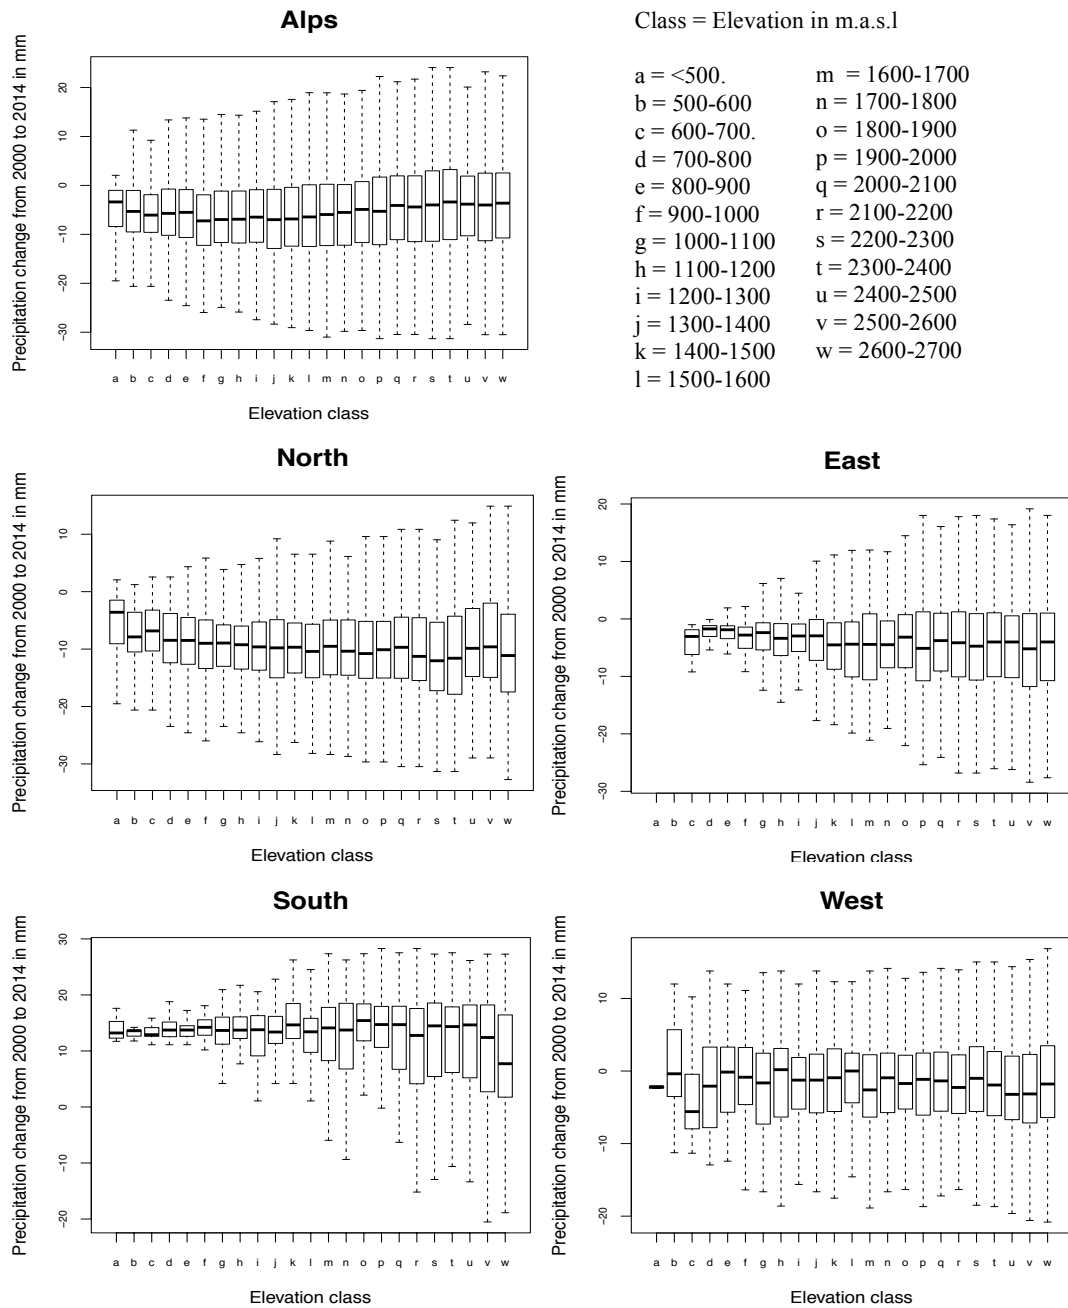 Alps
Precipitation change from 2000 to 2014 in mm
20
0
-10
-20
-30
a b c d e f g h i j k l m n o p q r s t u v w
Elevation class
Class = Elevation in m.a.s.l
a = <500.
b = 500-600
c = 600-700.
d = 700-800
e = 800-900
f = 900-1000
g = 1000-1100
h = 1100-1200
i = 1200-1300
j = 1300-1400
k = 1400-1500
l = 1500-1600
m = 1600-1700
n = 1700-1800
o = 1800-1900
p = 1900-2000
q = 2000-2100
r = 2100-2200
s = 2200-2300
t = 2300-2400
u = 2400-2500
v = 2500-2600
w = 2600-2700
North
Precipitation change from 2000 to 2014 in mm
10
0
-10
-20
-30
a b c d e f g h i j k l m n o p q r s t u v w
Elevation class
East
Precipitation change from 2000 to 2014 in mm
20
10
0
-10
-20
-30
a b c d e f g h i j k l m n o p q r s t u v w
Elevation class
South
Precipitation change from 2000 to 2014 in mm
30
20
10
0
-10
-20
a b c d e f g h i j k l m n o p q r s t u v w
Elevation class
West
Precipitation change from 2000 to 2014 in mm
10
0
-10
-20
a b c d e f g h i j k l m n o p q r s t u v w
Elevation class